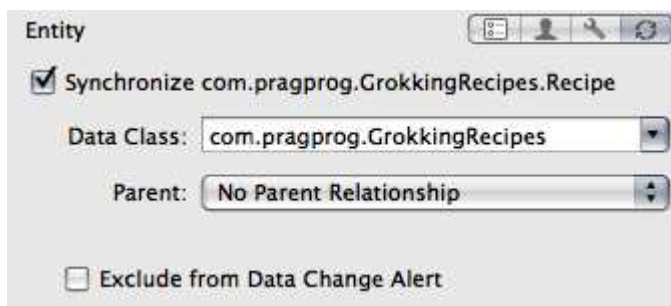 Entity
Synchronize com.pragprog.GrokkingRecipes.Recipe
Data Class: com.pragprog.GrokkingRecipes
Parent: No Parent Relationship
Exclude from Data Change Alert